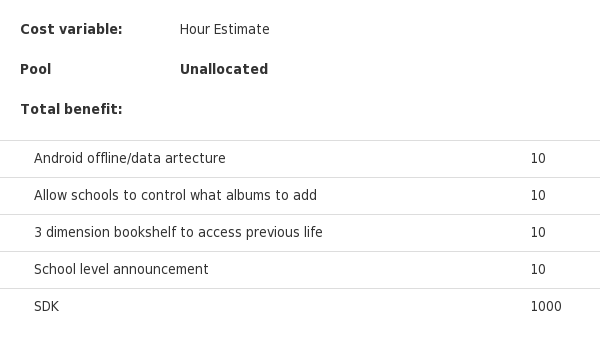 Cost variable: Hour Estimate
Pool Unallocated
Total benefit:
Android offline/data artecture 10
Allow schools to control what albums to add 10
3 dimension bookshelf to access previous life 10
School level announcement 10
SDK 1000